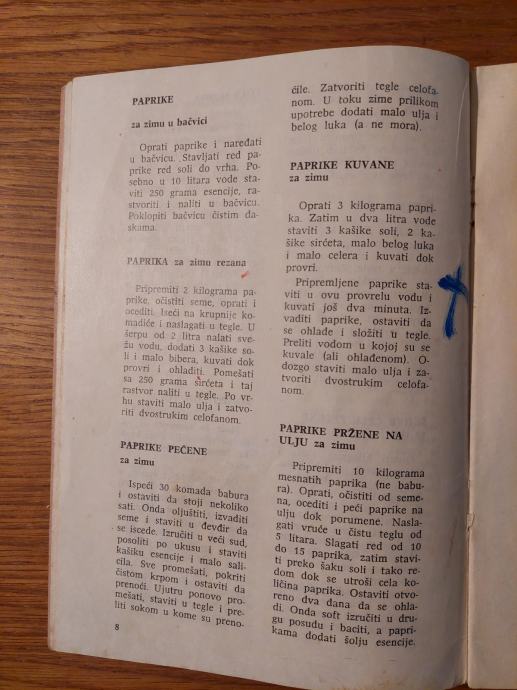 PAPRIKE
za zimu u bačvici
Oprati paprike i naređati
u bačvicu. Stavljati red pa-
prike red soli do vrha. Po-
sebno u 10 litara vode sta-
viti 250 grama esencije, ra-
stvoriti i naliti u bačvicu.
Poklopiti bačvicu čistim da-
skama.
PAPRIKA za zimu rezana
Pripremiti 2 kilograma pa-
prike, očistiti seme, oprati i
ocediti. Iseći na krupnije ko-
madiće i naslagati u tegle. U
šerpu od 2 litra nalati sve-
žu vodu, dodati 3 kašike so-
li i malo bibera, kuvati dok
provri i ohladiti. Pomešati
sa 250 grama sirćeta i taj
rastvor naliti u tegle. Po vr-
hu staviti malo ulja i zatvo-
riti dvostrukim celofanom.
PAPRIKE PEČENE
za zimu
Ispeći 30 komada babura
i ostaviti da stoji nekoliko
sati. Onda oljuštiti, izvaditi
seme i staviti u đevđir da
se iscede. Izručiti u veći sud,
posoliti po ukusu i staviti
kašiku esencije i malo sali-
cila. Sve promešati, pokriti
čistom krpom i ostaviti da
prenoći. Ujutru ponovo pro-
mešati, staviti u tegle i pre-
liti sokom u kome su preno-
ćile. Zatvoriti tegle celofa-
nom. U toku zime prilikom
upotrebe dodati malo ulja i
belog luka (a ne mora).
PAPRIKE KUVANE
za zimu
Oprati 3 kilograma papri-
ka. Zatim u dva litra vode
staviti 3 kašike soli, 2 ka-
šike sirćeta, malo belog luka
i malo celera i kuvati dok
provri.
Pripremljene paprike sta-
viti u ovu provrelu vodu i
kuvati još dva minuta. Iz-
vaditi paprike, ostaviti da
se ohlade i složiti u tegle.
Preliti vodom u kojoj su se
kuvale (ali ohlađenom). O-
dozgo staviti malo ulja i za-
tvoriti dvostrukim celofa-
nom.
PAPRIKE PRŽENE NA
ULJU za zimu
Pripremiti 10 kilograma
mesnatih paprika (ne babu-
ra). Oprati, očistiti od seme-
na, ocediti i peći paprike na
ulju dok porumene. Nasla-
gati vruće u čistu teglu od
5 litara. Slagati red od 10
do 15 paprika, zatim stavi-
ti preko šaku soli i tako re-
dom dok se utroši cela ko-
ličina paprika. Ostaviti otvo-
reno dva dana da se ohla-
di. Onda soft izručiti u dru-
gu posudu i baciti, a papri-
kama dodati šolju esencije.
8